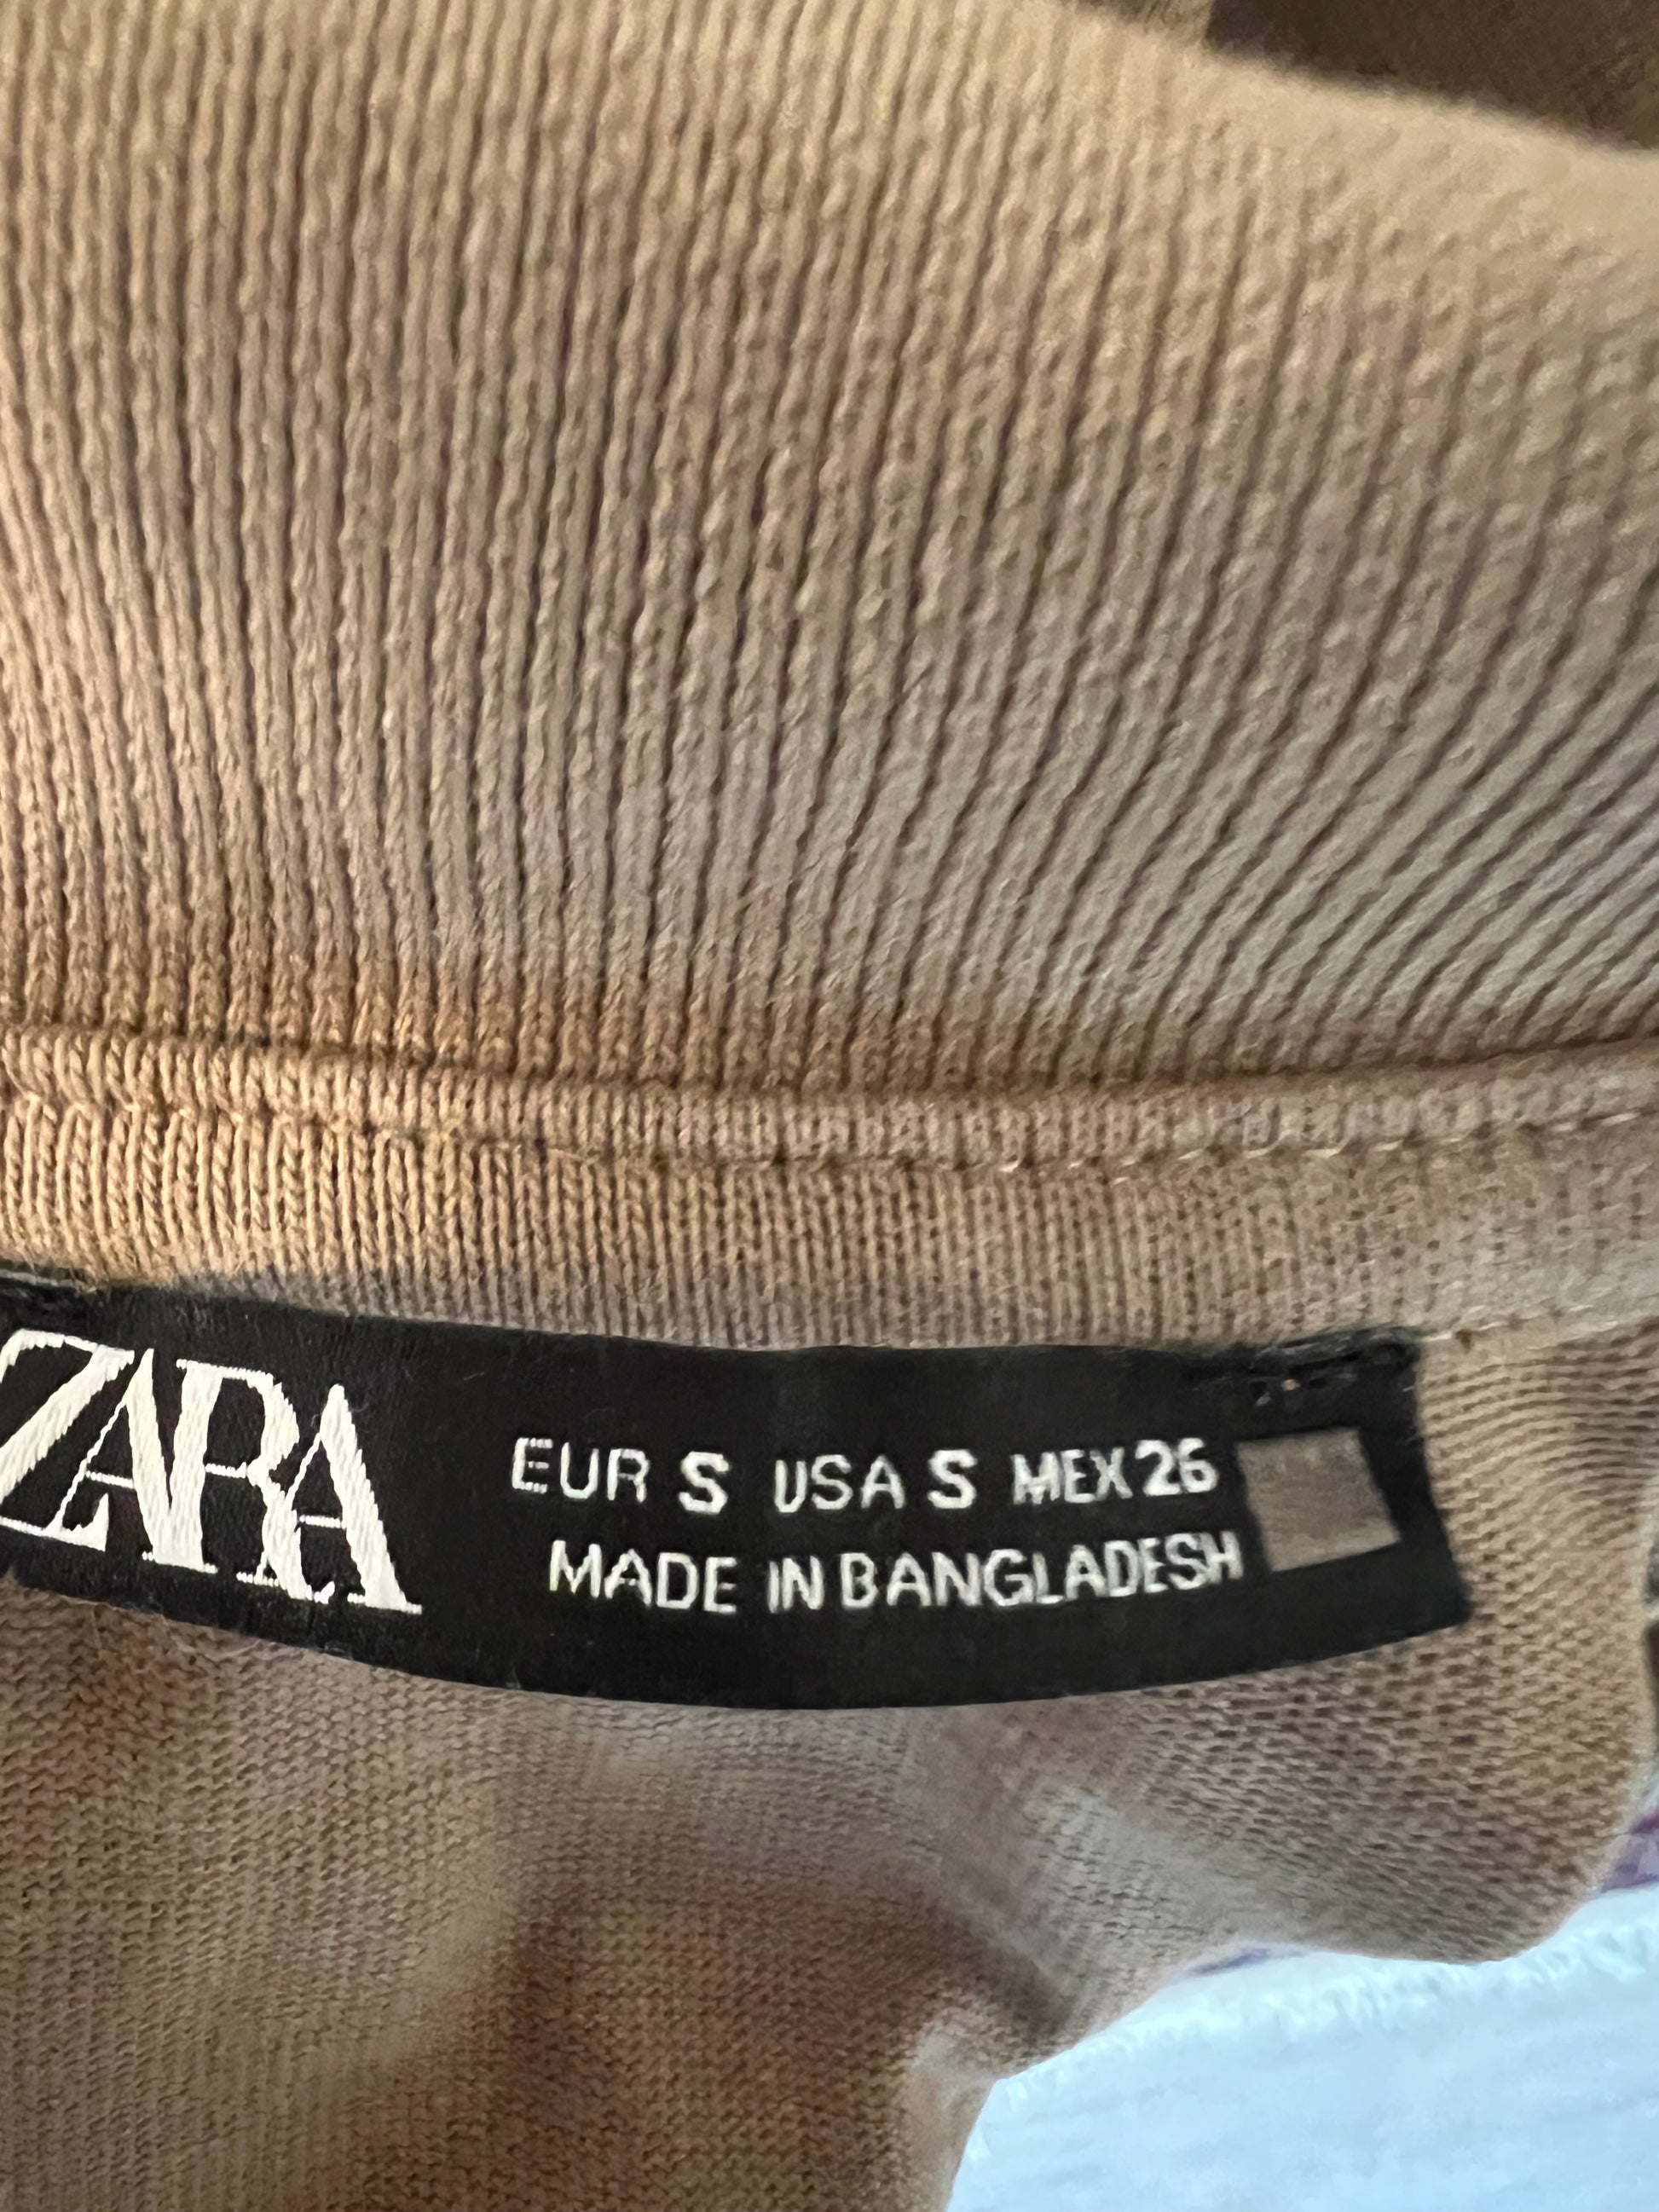 ZARA
EUR S USA S MEX 26
MADE IN BANGLADESH